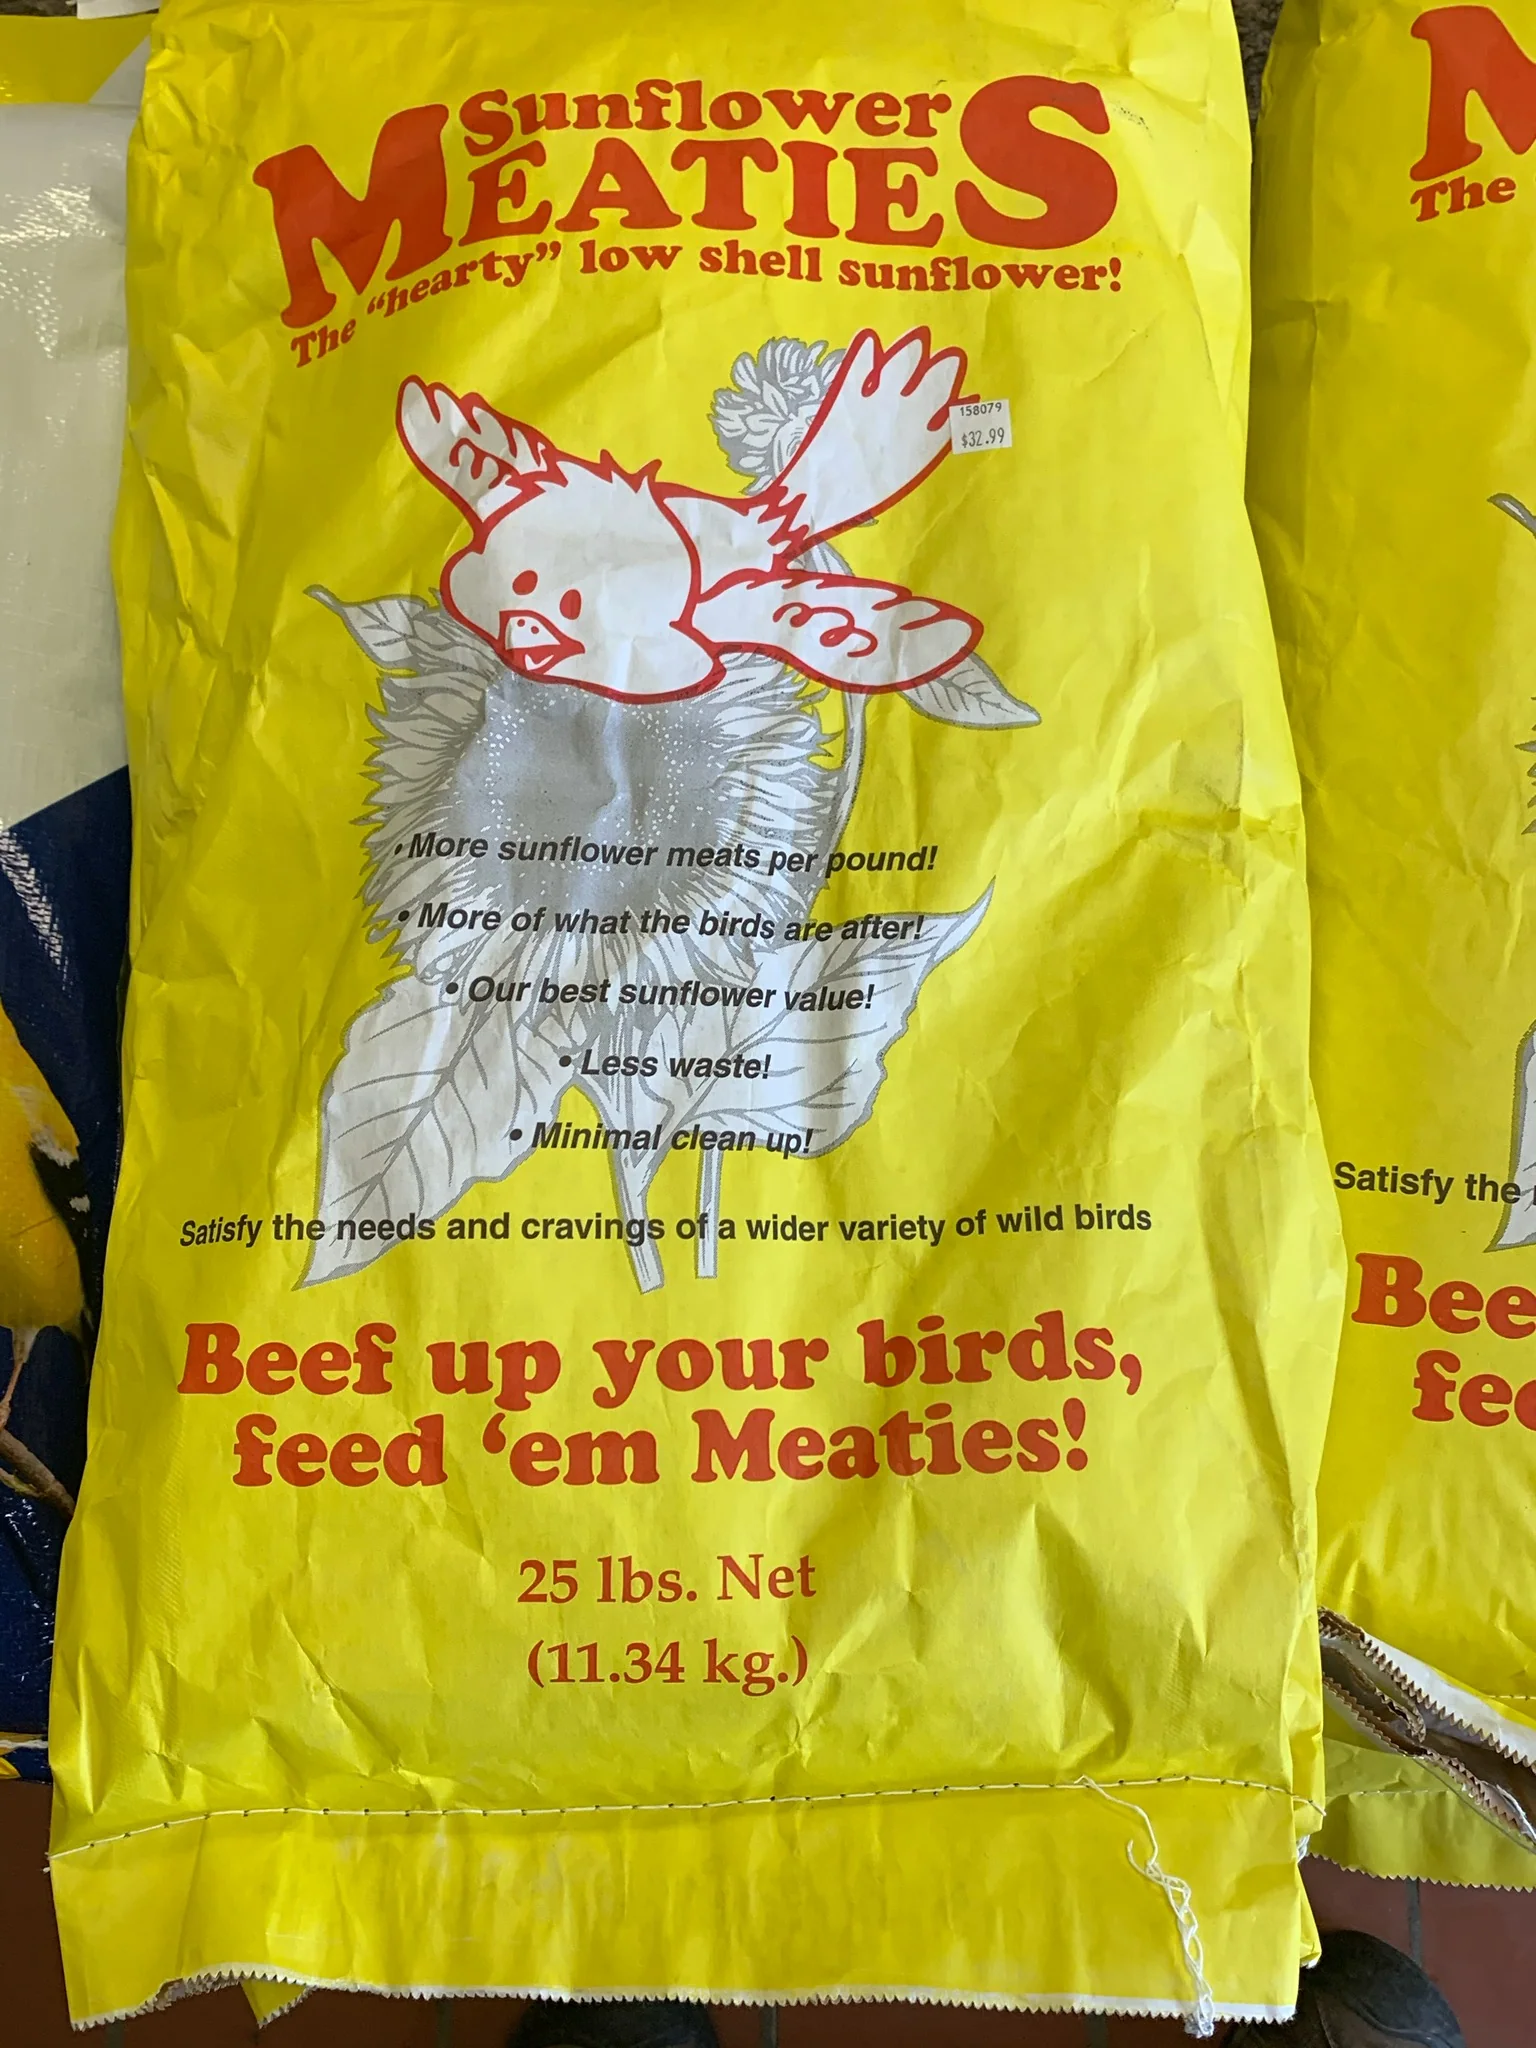 Sunflower
MEATIES
The "hearty" low shell sunflower!
158079
$32.99
• More sunflower meats per pound!
• More of what the birds are after!
• Our best sunflower value!
• Less waste!
• Minimal clean up!
Satisfy the needs and cravings of a wider variety of wild birds
Beef up your birds,
feed 'em Meaties!
25 lbs. Net
(11.34 kg.)
M
The
Satisfy the
Bee
fee